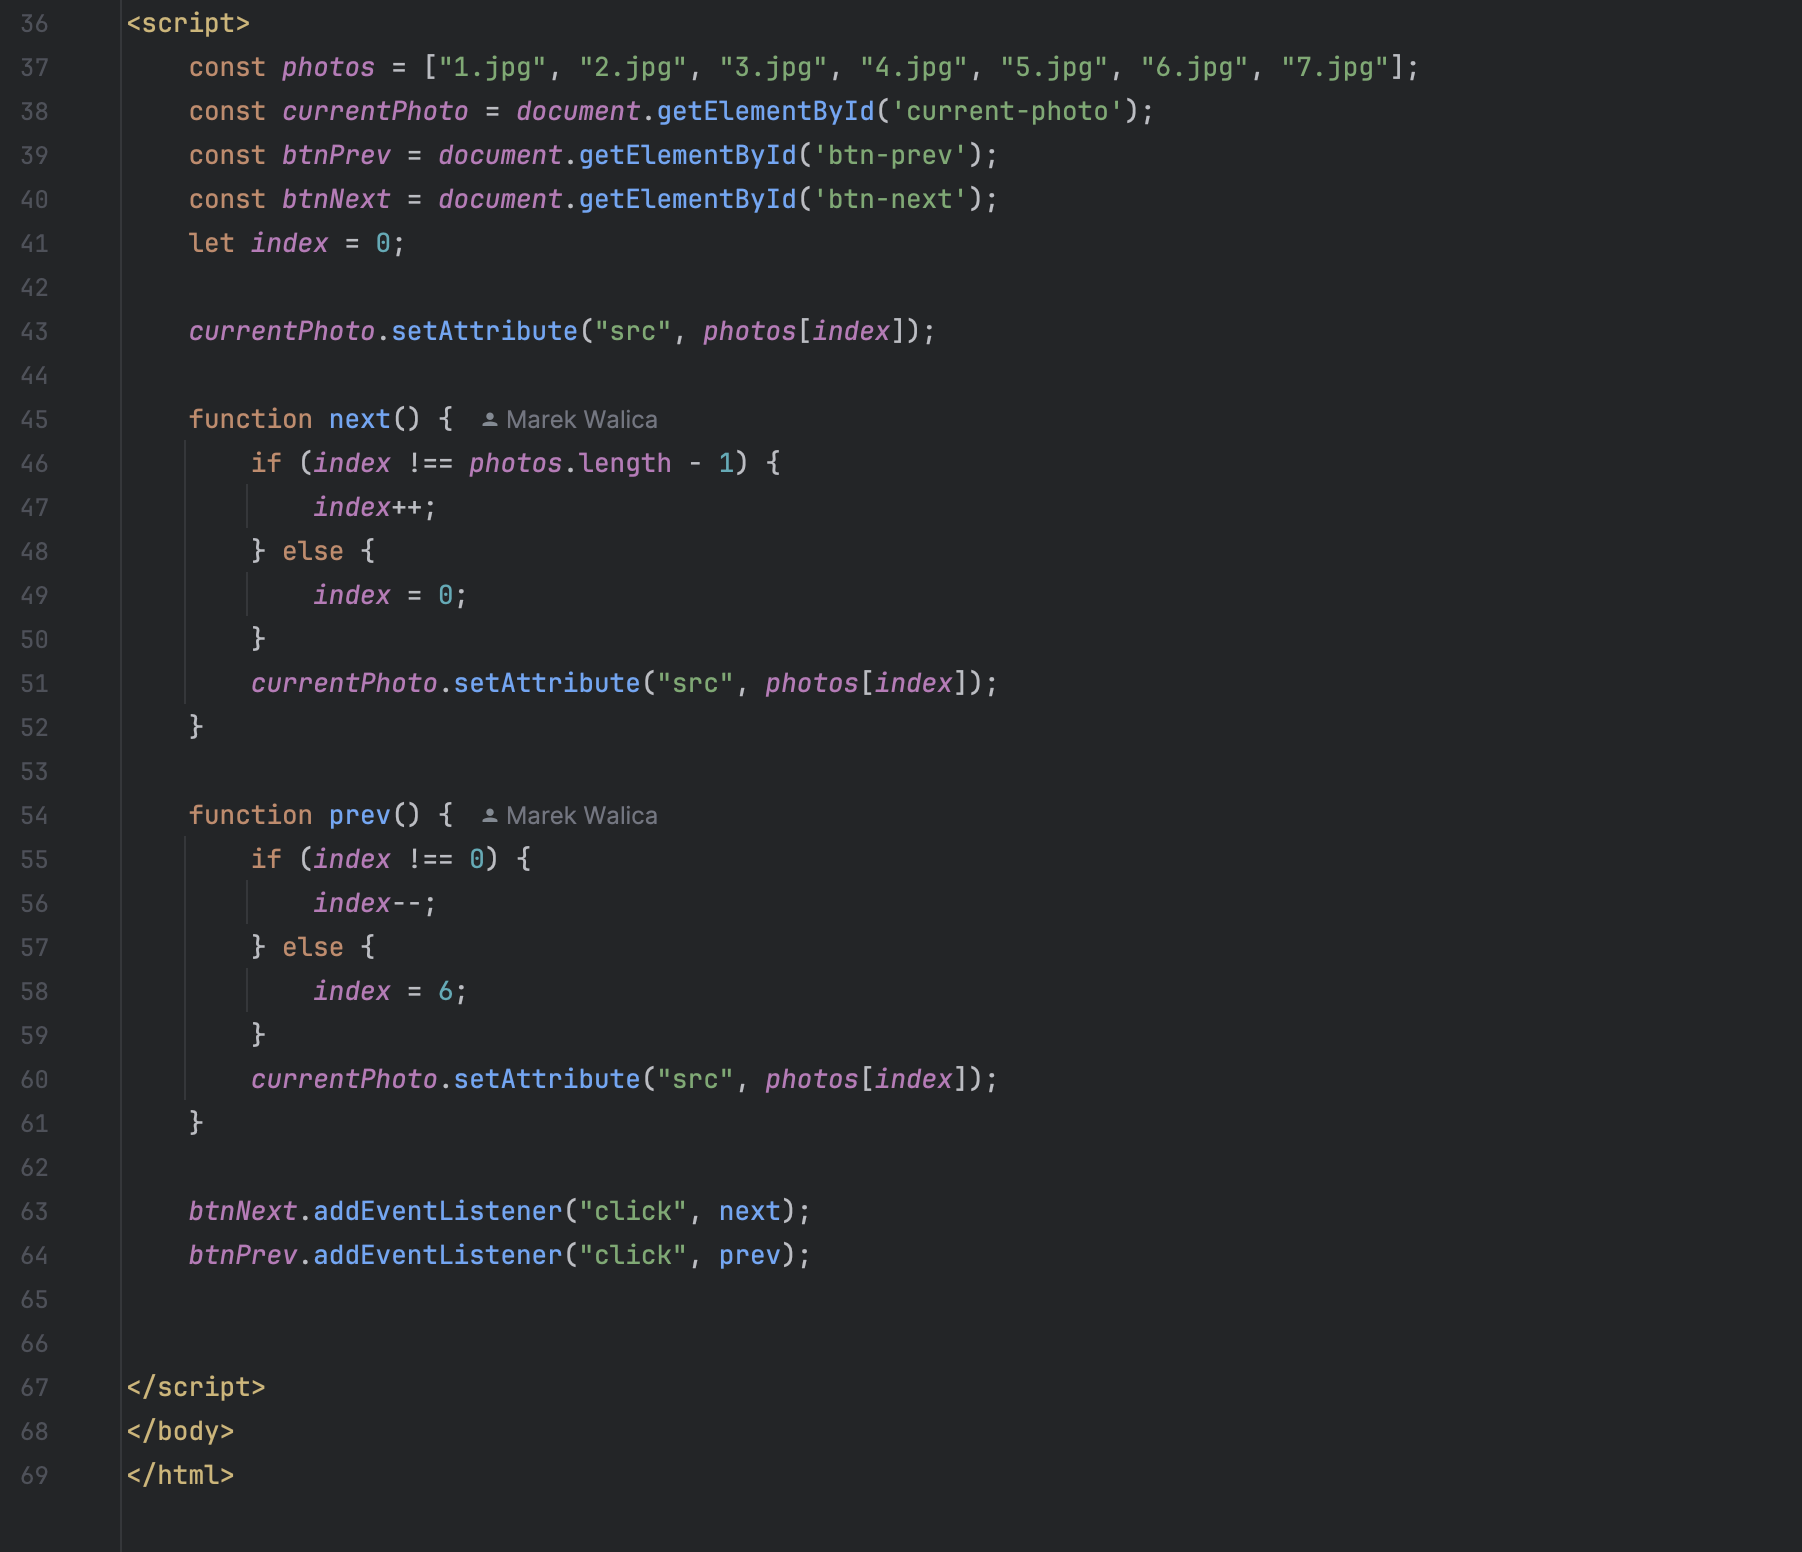 36 <script>
37 const photos = ["1.jpg", "2.jpg", "3.jpg", "4.jpg", "5.jpg", "6.jpg", "7.jpg"];
38 const currentPhoto = document.getElementById('current-photo');
39 const btnPrev = document.getElementById('btn-prev');
40 const btnNext = document.getElementById('btn-next');
41 let index = 0;
42
43 currentPhoto.setAttribute("src", photos[index]);
44
45 function next() { Marek Walica
46 if (index !== photos.length - 1) {
47 index++;
48 } else {
49 index = 0;
50 }
51 currentPhoto.setAttribute("src", photos[index]);
52 }
53
54 function prev() { Marek Walica
55 if (index !== 0) {
56 index--;
57 } else {
58 index = 6;
59 }
60 currentPhoto.setAttribute("src", photos[index]);
61 }
62
63 btnNext.addEventListener("click", next);
64 btnPrev.addEventListener("click", prev);
65
66
67 </script>
68 </body>
69 </html>